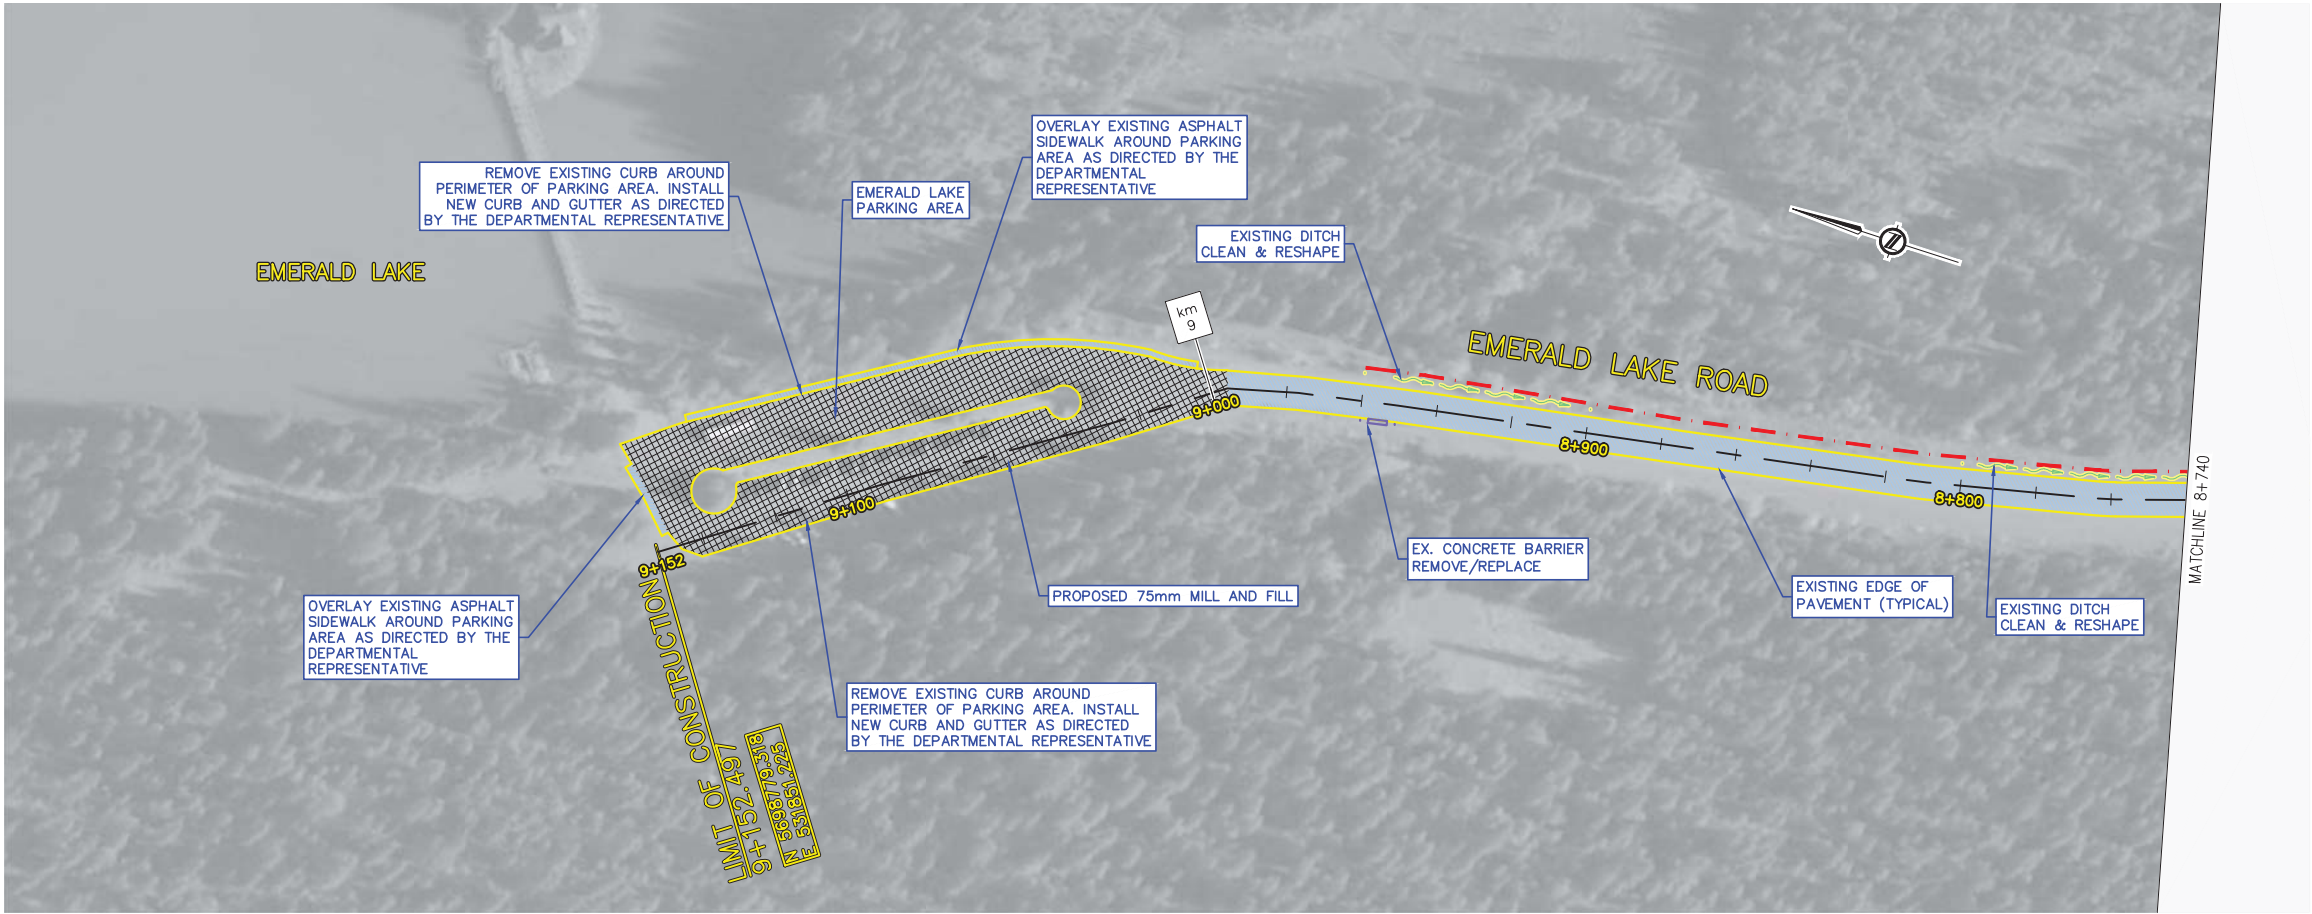 OVERLAY EXISTING ASPHALT
SIDEWALK AROUND PARKING
AREA AS DIRECTED BY THE
DEPARTMENTAL
REPRESENTATIVE
REMOVE EXISTING CURB AROUND
PERIMETER OF PARKING AREA. INSTALL
NEW CURB AND GUTTER AS DIRECTED
BY THE DEPARTMENTAL REPRESENTATIVE
EMERALD LAKE
PARKING AREA
EXISTING DITCH
CLEAN & RESHAPE
EMERALD LAKE
km
9
EMERALD LAKE ROAD
9+000
8+900
8+800
9+100
9+152
MATCHLINE 8+740
EX. CONCRETE BARRIER
REMOVE/REPLACE
EXISTING EDGE OF
PAVEMENT (TYPICAL)
EXISTING DITCH
CLEAN & RESHAPE
PROPOSED 75mm MILL AND FILL
OVERLAY EXISTING ASPHALT
SIDEWALK AROUND PARKING
AREA AS DIRECTED BY THE
DEPARTMENTAL
REPRESENTATIVE
REMOVE EXISTING CURB AROUND
PERIMETER OF PARKING AREA. INSTALL
NEW CURB AND GUTTER AS DIRECTED
BY THE DEPARTMENTAL REPRESENTATIVE
LIMIT OF CONSTRUCTION
9+152.497
N 5698779.318
E 531851.225